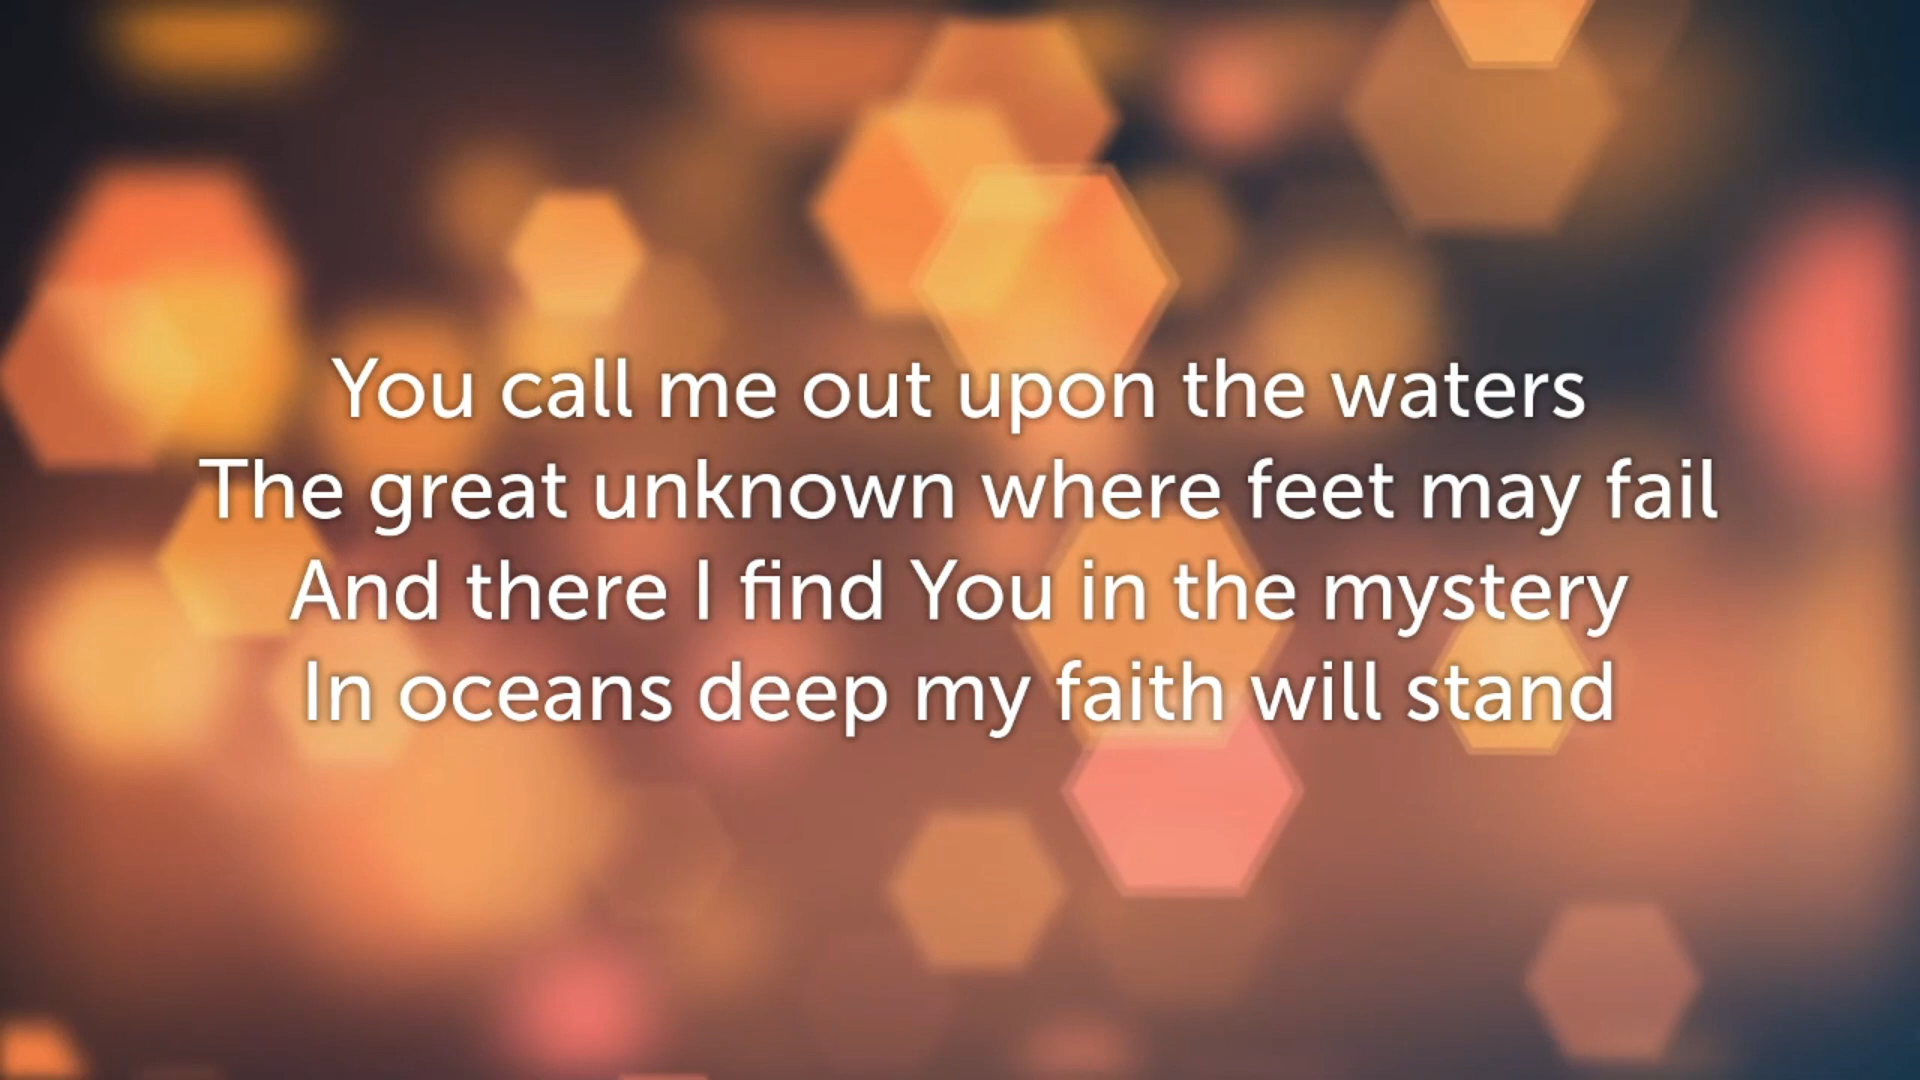 You call me out upon the waters
The great unknown where feet may fail
And there I find You in the mystery
In oceans deep my faith will stand